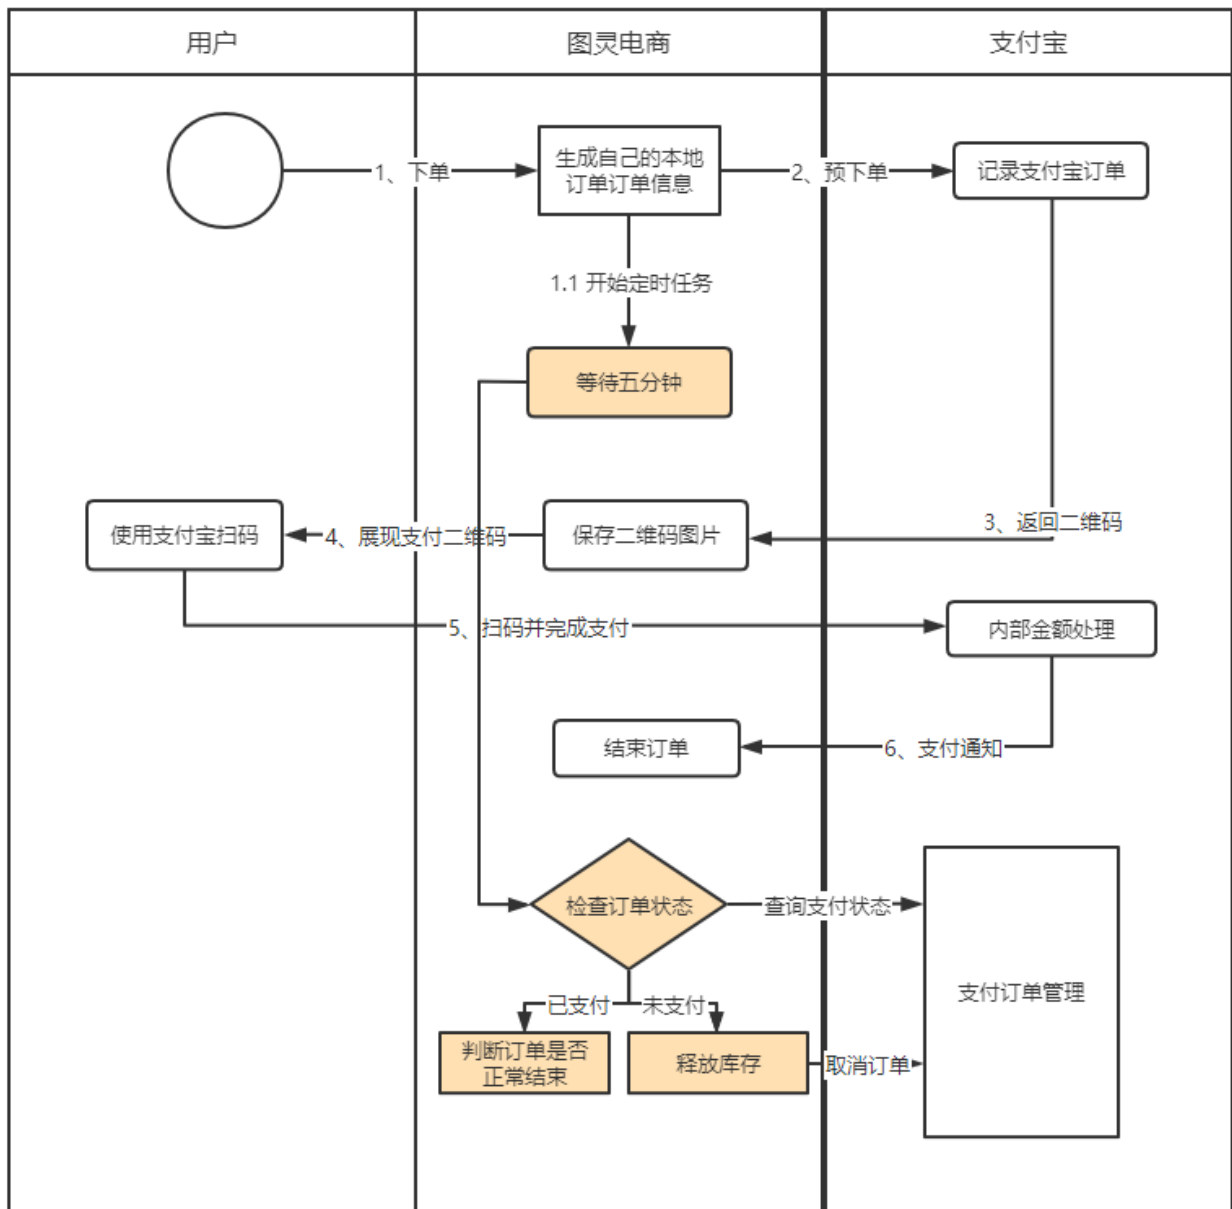 用户
图灵电商
支付宝
1、下单
生成自己的本地
订单订单信息
2、预下单
记录支付宝订单
1.1 开始定时任务
等待五分钟
使用支付宝扫码
4、展现支付二维码
保存二维码图片
3、返回二维码
5、扫码并完成支付
内部金额处理
结束订单
6、支付通知
检查订单状态
查询支付状态
支付订单管理
已支付
未支付
判断订单是否
正常结束
释放库存
取消订单